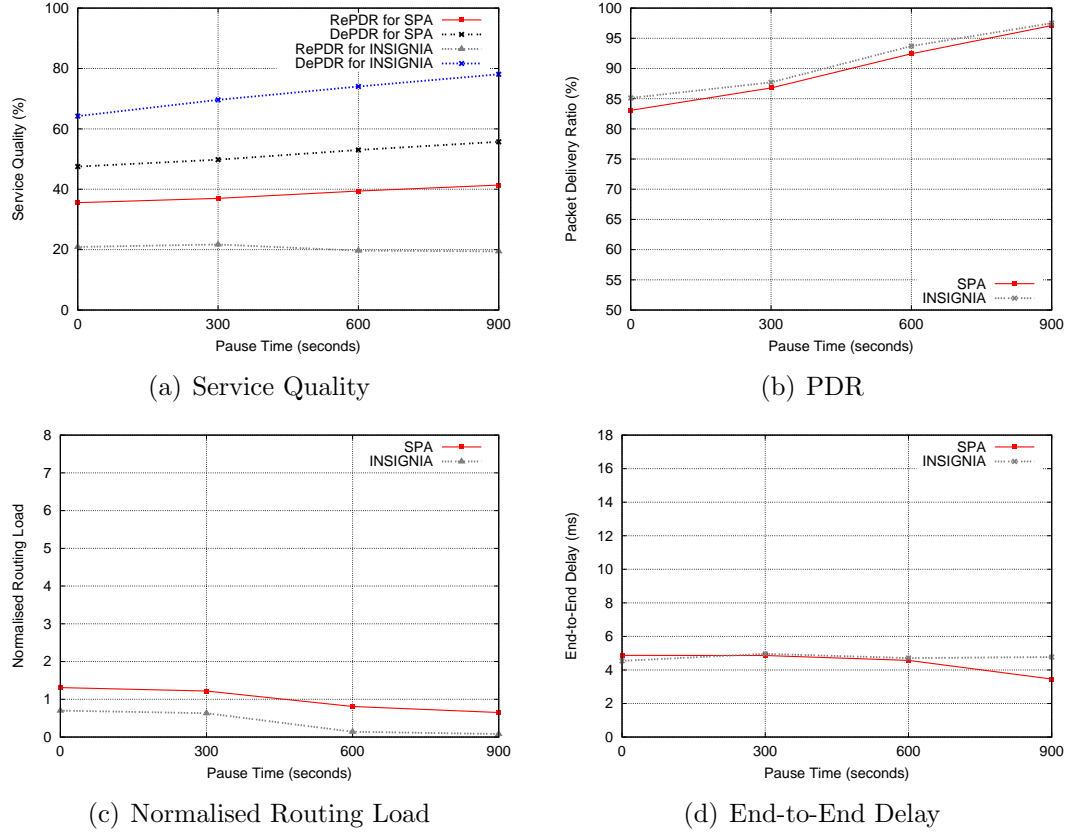 RePDR for SPA
DePDR for SPA
RePDR for INSIGNIA
DePDR for INSIGNIA
Service Quality (%)
100
80
60
40
20
0
0 300 600 900
Pause Time (seconds)
(a) Service Quality
Packet Delivery Ratio (%)
100
95
90
85
80
75
70
65
60
55
50
SPA
INSIGNIA
0 300 600 900
Pause Time (seconds)
(b) PDR
SPA
INSIGNIA
Normalised Routing Load
8
7
6
5
4
3
2
1
0
0 300 600 900
Pause Time (seconds)
(c) Normalised Routing Load
SPA
INSIGNIA
End-to-End Delay (ms)
18
16
14
12
10
8
6
4
2
0
0 300 600 900
Pause Time (seconds)
(d) End-to-End Delay